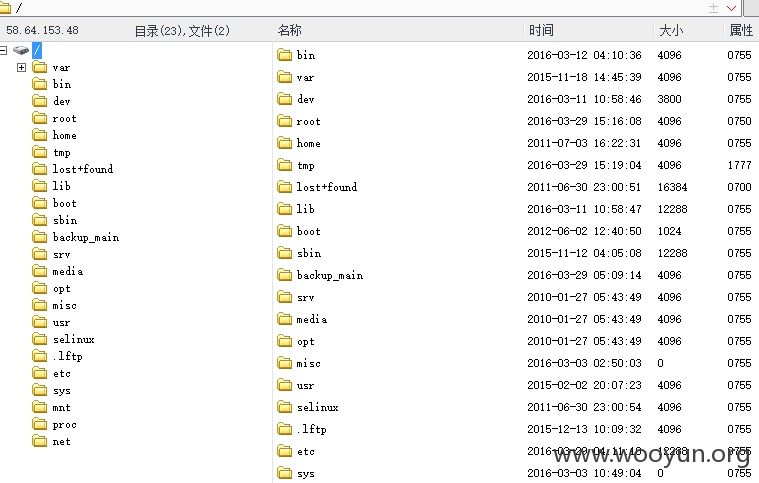 /
58.64.153.48 目录(23),文件(2) 名称 时间 大小 属性
/
var
bin
dev
root
home
tmp
lost+found
lib
boot
sbin
backup_main
srv
media
opt
misc
usr
selinux
.lftp
etc
sys
mnt
proc
net
bin 2016-03-12 04:10:36 4096 0755
var 2015-11-18 14:45:39 4096 0755
dev 2016-03-11 10:58:46 3800 0755
root 2016-03-29 15:16:08 4096 0750
home 2011-07-03 16:22:31 4096 0755
tmp 2016-03-29 15:19:04 4096 1777
lost+found 2011-06-30 23:00:51 16384 0700
lib 2016-03-11 10:58:47 12288 0755
boot 2012-06-02 12:40:50 1024 0755
sbin 2015-11-12 04:05:08 12288 0755
backup_main 2016-03-29 05:09:14 4096 0755
srv 2010-01-27 05:43:49 4096 0755
media 2010-01-27 05:43:49 4096 0755
opt 2010-01-27 05:43:49 4096 0755
misc 2016-03-03 02:50:03 0 0755
usr 2015-02-02 20:07:23 4096 0755
selinux 2011-06-30 23:00:54 4096 0755
.lftp 2015-12-13 10:09:32 4096 0755
etc 2016-03-29 04:11:18 12288 0755
www.wooyun.org
sys 2016-03-03 10:49:04 0 0755